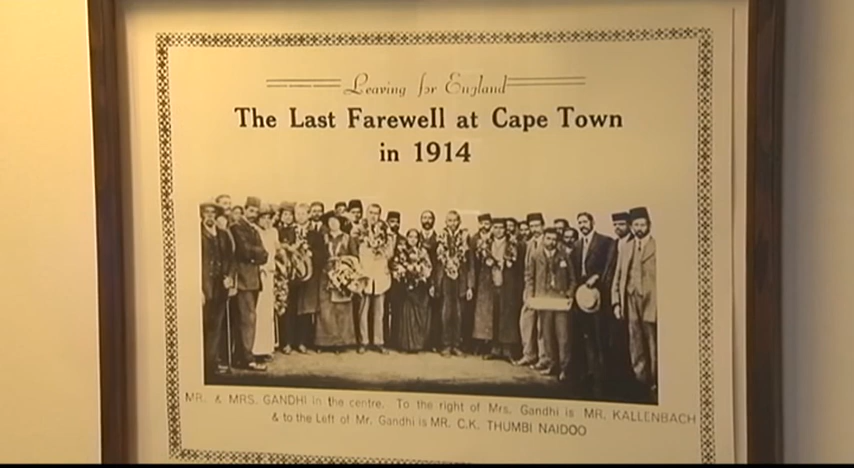 Leaving for England
The Last Farewell at Cape Town
in 1914
MR. & MRS. GANDHI in the centre. To the right of Mrs. Gandhi is MR. KALLENBACH
& to the Left of Mr. Gandhi is MR. C.K. THUMBI NAIDOO